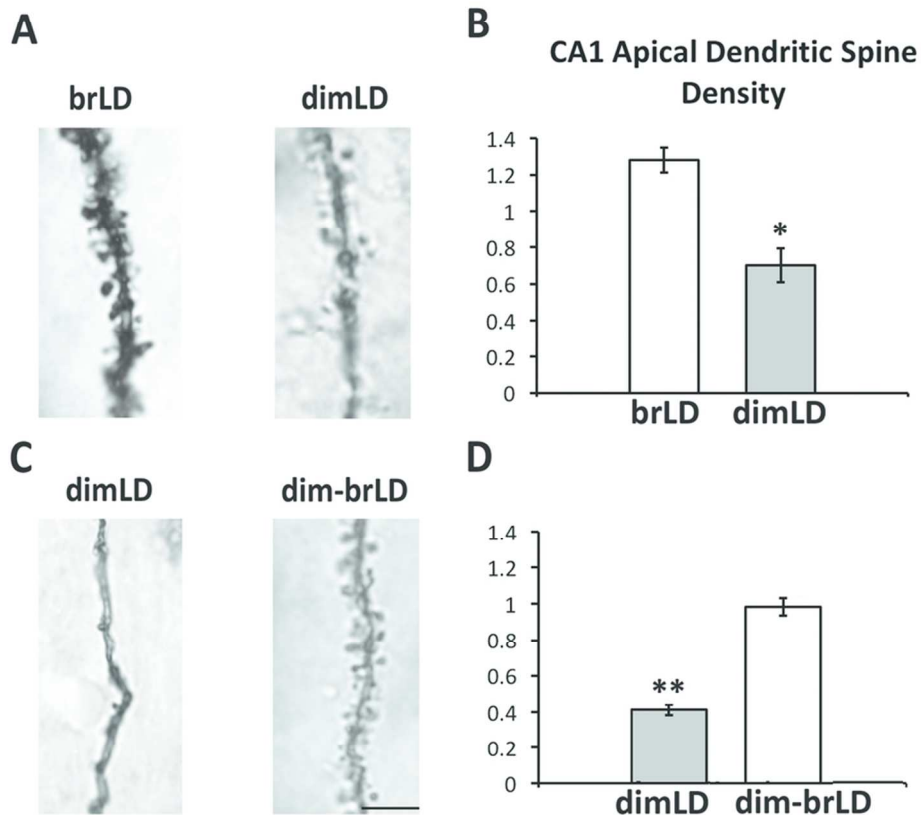 A
brLD
dimLD
B
CA1 Apical Dendritic Spine
Density
1.4
1.2
1
0.8
0.6
0.4
0.2
0
*
brLD
dimLD
C
dimLD
dim-brLD
D
1.4
1.2
1
0.8
0.6
0.4
0.2
0
**
dimLD
dim-brLD